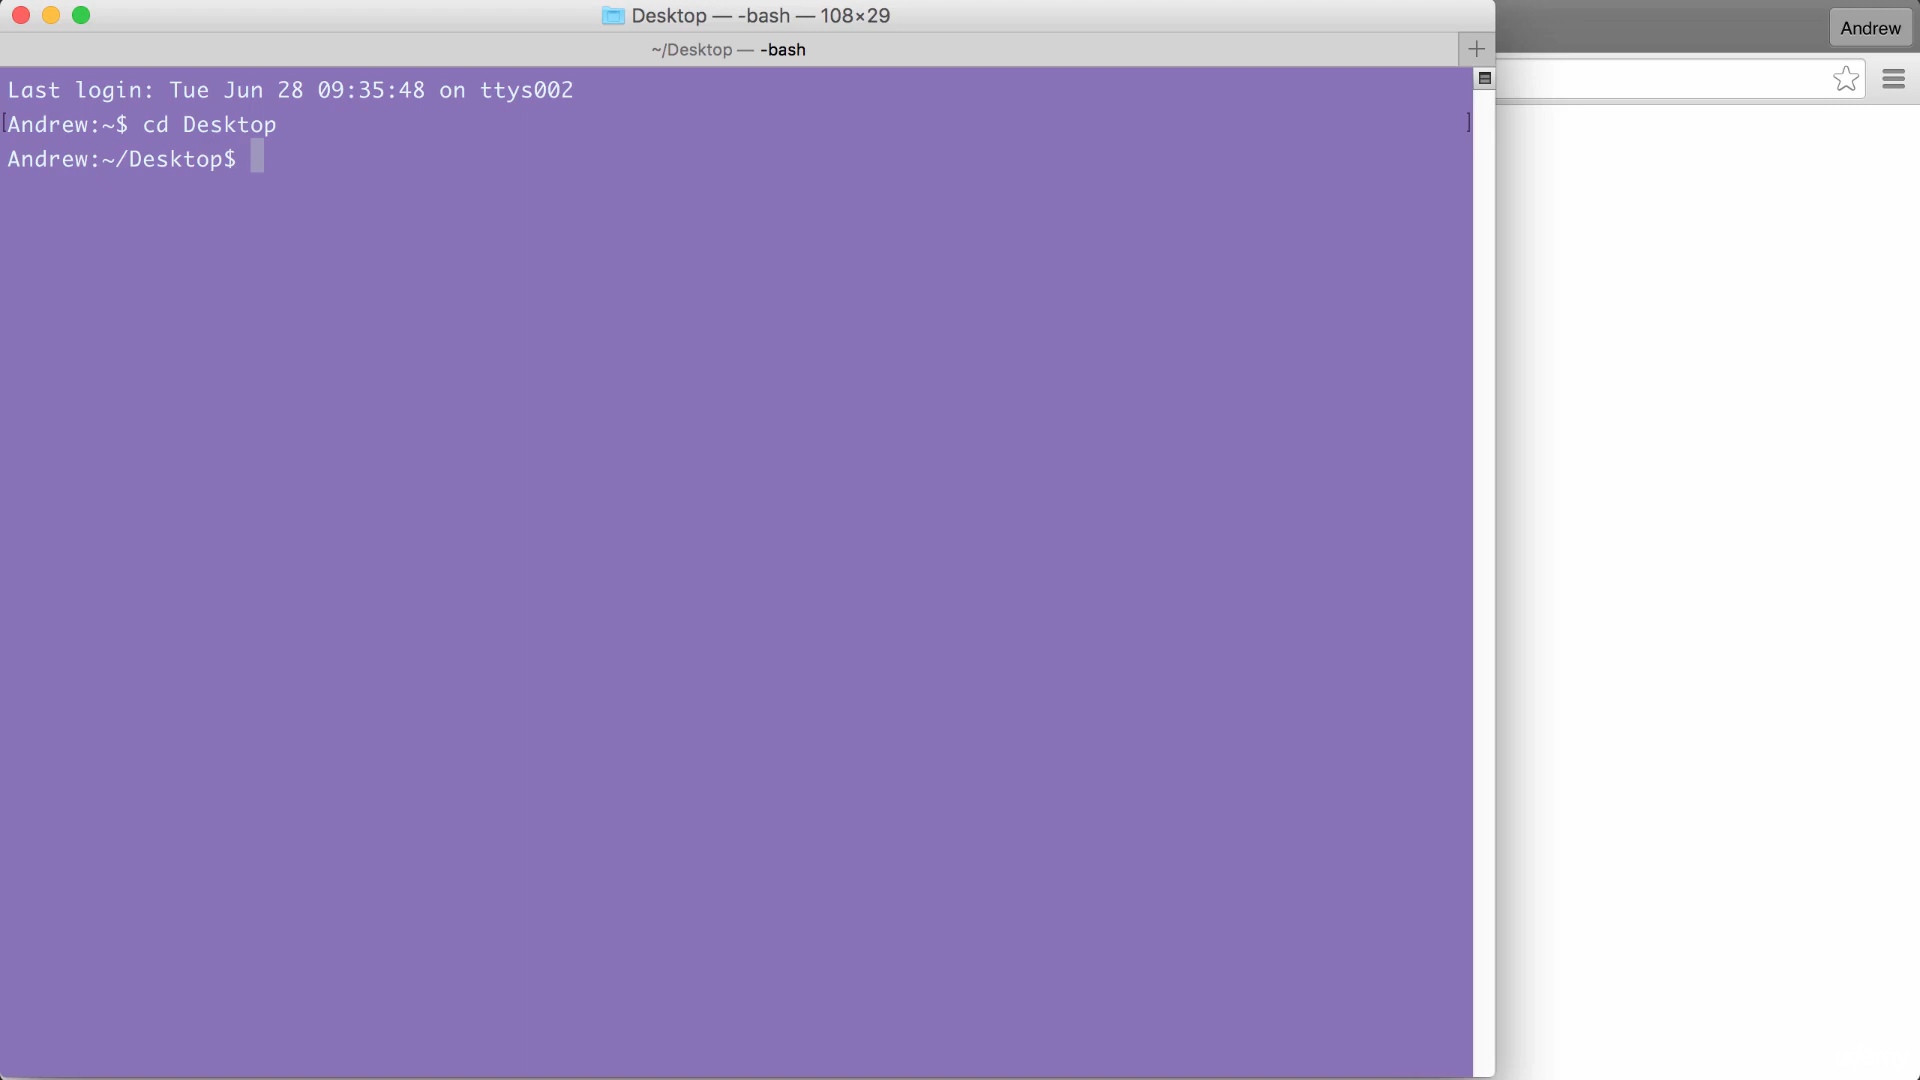 Desktop — -bash — 108×29
Andrew
~/Desktop — -bash
Last login: Tue Jun 28 09:35:48 on ttys002
[Andrew:~$ cd Desktop ]
Andrew:~/Desktop$